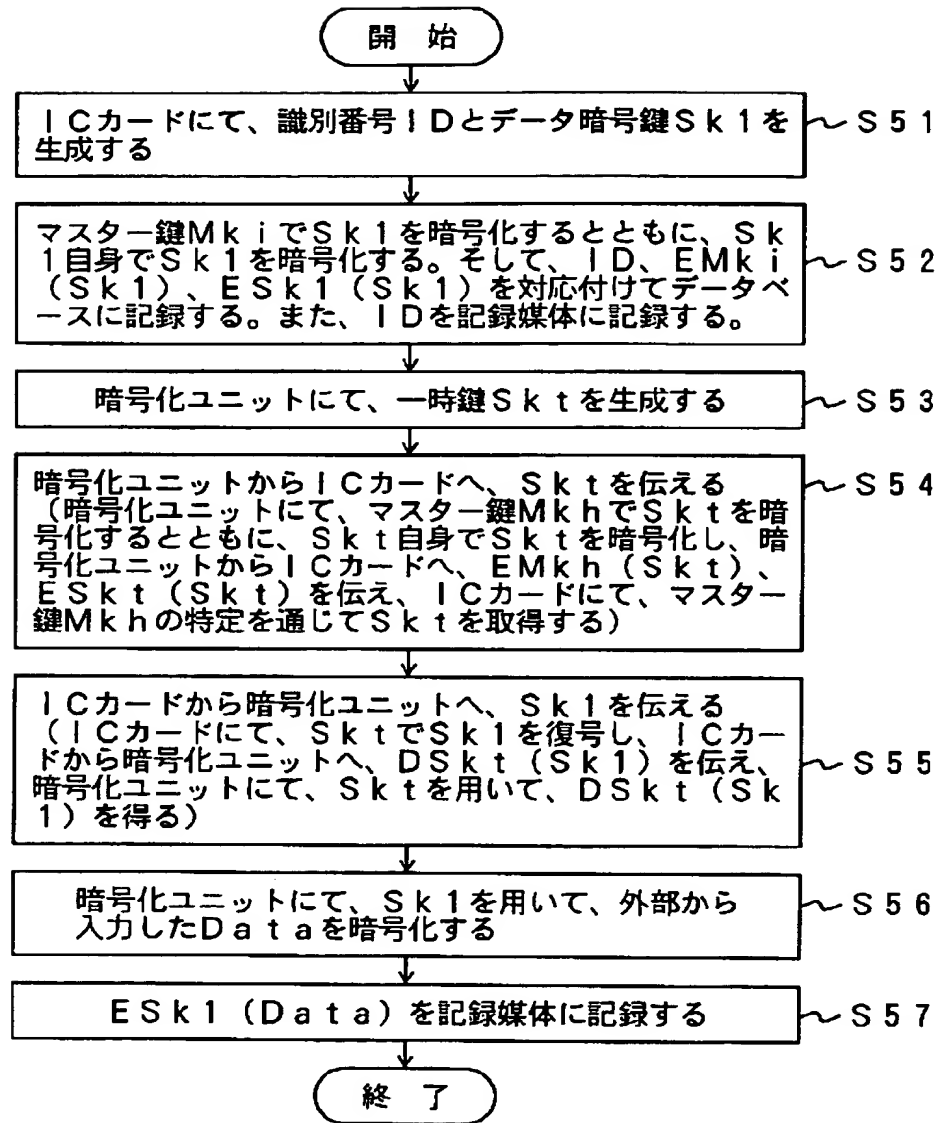 開 始
ICカードにて、識別番号IDとデータ暗号鍵Sk1を
生成する
~S51
マスター鍵MkiでSk1を暗号化するとともに、Sk
1自身でSk1を暗号化する。そして、ID、EMki
(Sk1)、ESk1(Sk1)を対応付けてデータベ
ースに記録する。また、IDを記録媒体に記録する。
~S52
暗号化ユニットにて、一時鍵Sktを生成する
~S53
暗号化ユニットからICカードへ、Sktを伝える
(暗号化ユニットにて、マスター鍵MkhでSktを暗
号化するとともに、Skt自身でSktを暗号化し、暗
号化ユニットからICカードへ、EMkh(Skt)、
ESkt(Skt)を伝え、ICカードにて、マスター
鍵Mkhの特定を通じてSktを取得する)
~S54
ICカードから暗号化ユニットへ、Sk1を伝える
(ICカードにて、SktでSk1を復号し、ICカー
ドから暗号化ユニットへ、DSkt(Sk1)を伝え、
暗号化ユニットにて、Sktを用いて、DSkt(Sk
1)を得る)
~S55
暗号化ユニットにて、Sk1を用いて、外部から
入力したDataを暗号化する
~S56
ESk1(Data)を記録媒体に記録する
~S57
終 了